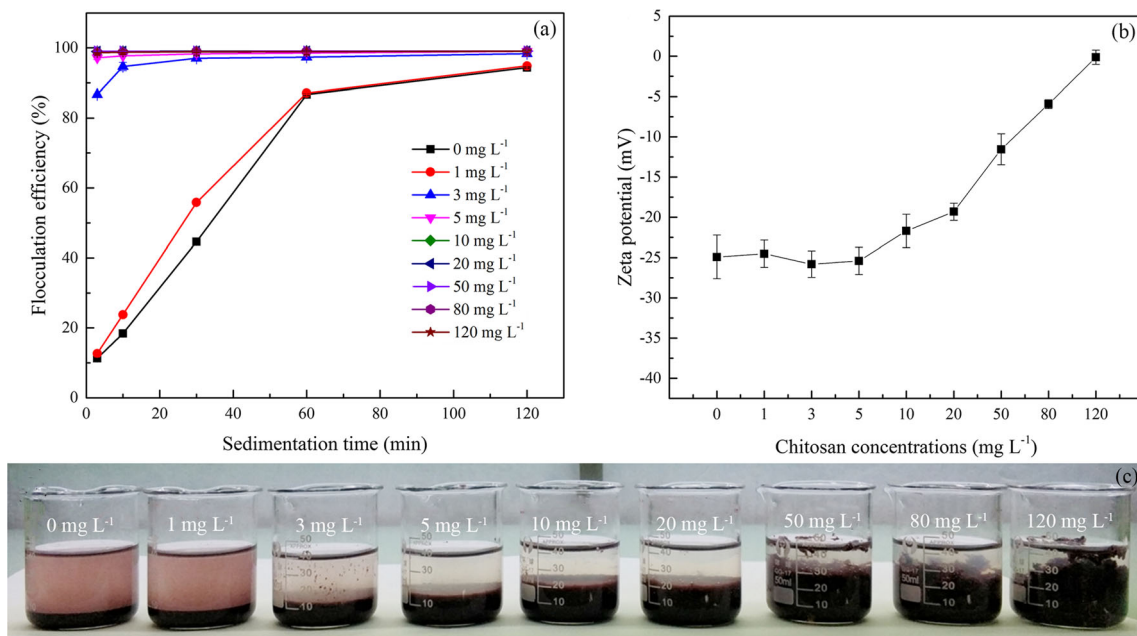 (a)
Flocculation efficiency (%)
100
80
60
40
20
0
0 mg L⁻¹
1 mg L⁻¹
3 mg L⁻¹
5 mg L⁻¹
10 mg L⁻¹
20 mg L⁻¹
50 mg L⁻¹
80 mg L⁻¹
120 mg L⁻¹
0 20 40 60 80 100 120
Sedimentation time (min)
(b)
Zeta potential (mV)
5
0
-5
-10
-15
-20
-25
-30
-35
-40
0 1 3 5 10 20 50 80 120
Chitosan concentrations (mg L⁻¹)
(c)
0 mg L⁻¹ 1 mg L⁻¹ 3 mg L⁻¹ 5 mg L⁻¹ 10 mg L⁻¹ 20 mg L⁻¹ 50 mg L⁻¹ 80 mg L⁻¹ 120 mg L⁻¹